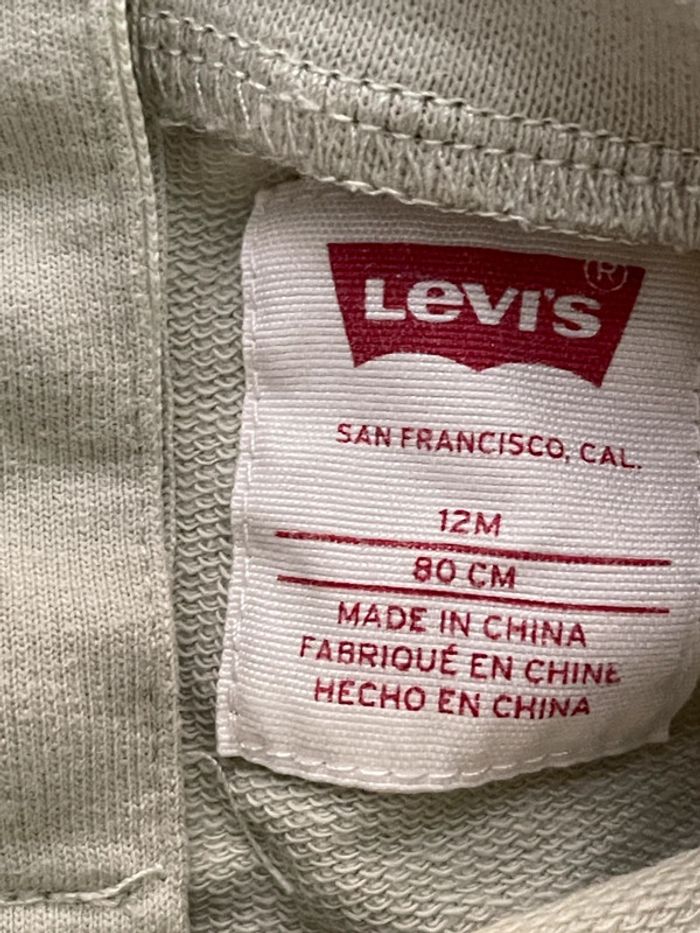 Levi's ®
SAN FRANCISCO, CAL.
12M
80 CM
MADE IN CHINA
FABRIQUÉ EN CHINE
HECHO EN CHINA